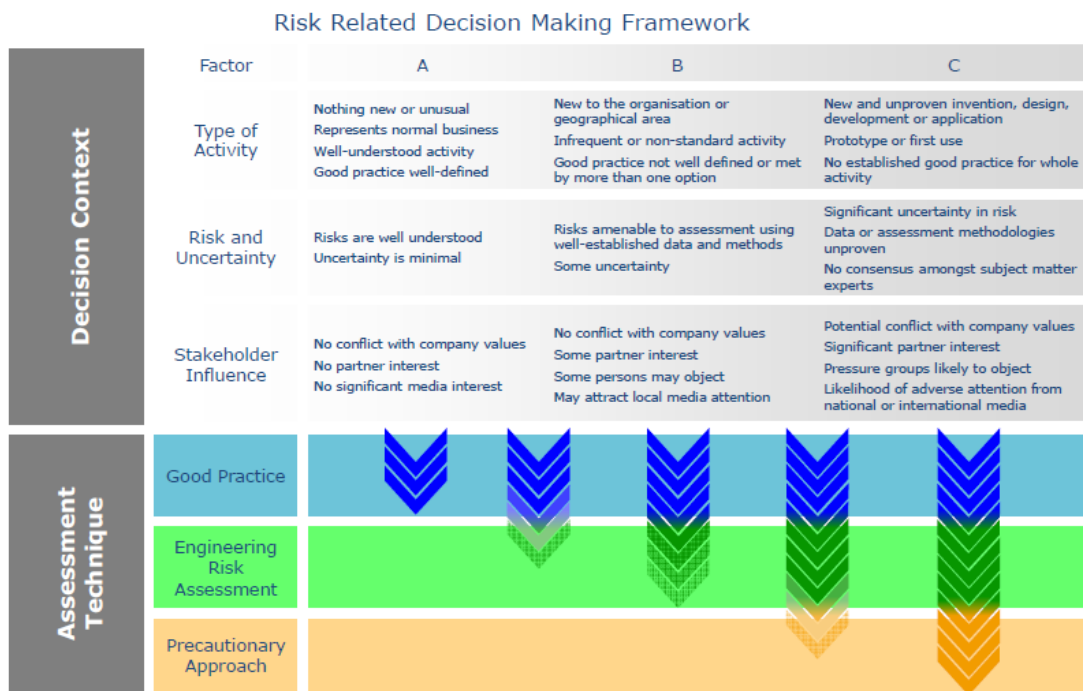 Risk Related Decision Making Framework
Decision Context
Factor
A
B
C
Type of
Activity
Nothing new or unusual
Represents normal business
Well-understood activity
Good practice well-defined
New to the organisation or
geographical area
Infrequent or non-standard activity
Good practice not well defined or met
by more than one option
New and unproven invention, design,
development or application
Prototype or first use
No established good practice for whole
activity
Risk and
Uncertainty
Risks are well understood
Uncertainty is minimal
Risks amenable to assessment using
well-established data and methods
Some uncertainty
Significant uncertainty in risk
Data or assessment methodologies
unproven
No consensus amongst subject matter
experts
Stakeholder
Influence
No conflict with company values
No partner interest
No significant media interest
No conflict with company values
Some partner interest
Some persons may object
May attract local media attention
Potential conflict with company values
Significant partner interest
Pressure groups likely to object
Likelihood of adverse attention from
national or international media
Assessment
Technique
Good Practice
Engineering
Risk
Assessment
Precautionary
Approach